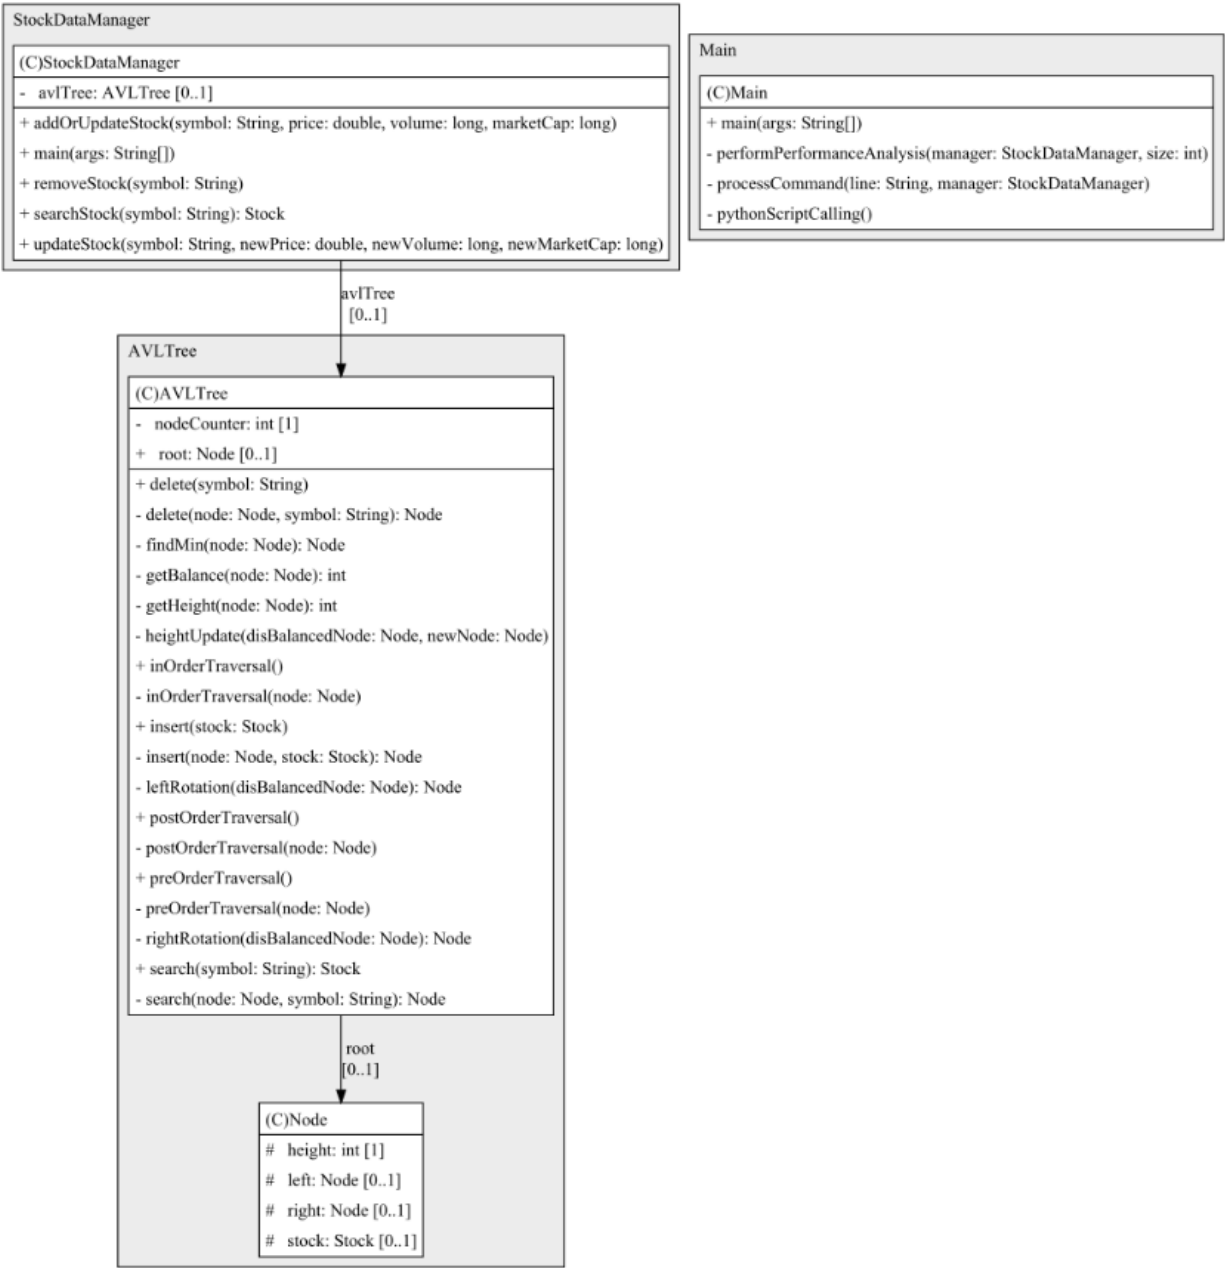 StockDataManager
(C)StockDataManager
- avlTree: AVLTree [0..1]
+ addOrUpdateStock(symbol: String, price: double, volume: long, marketCap: long)
+ main(args: String[])
+ removeStock(symbol: String)
+ searchStock(symbol: String): Stock
+ updateStock(symbol: String, newPrice: double, newVolume: long, newMarketCap: long)
Main
(C)Main
+ main(args: String[])
- performPerformanceAnalysis(manager: StockDataManager, size: int)
- processCommand(line: String, manager: StockDataManager)
- pythonScriptCalling()
avlTree
[0..1]
AVLTree
(C)AVLTree
- nodeCounter: int [1]
+ root: Node [0..1]
+ delete(symbol: String)
- delete(node: Node, symbol: String): Node
- findMin(node: Node): Node
- getBalance(node: Node): int
- getHeight(node: Node): int
- heightUpdate(disBalancedNode: Node, newNode: Node)
+ inOrderTraversal()
- inOrderTraversal(node: Node)
+ insert(stock: Stock)
- insert(node: Node, stock: Stock): Node
- leftRotation(disBalancedNode: Node): Node
+ postOrderTraversal()
- postOrderTraversal(node: Node)
+ preOrderTraversal()
- preOrderTraversal(node: Node)
- rightRotation(disBalancedNode: Node): Node
+ search(symbol: String): Stock
- search(node: Node, symbol: String): Node
root
[0..1]
(C)Node
# height: int [1]
# left: Node [0..1]
# right: Node [0..1]
# stock: Stock [0..1]